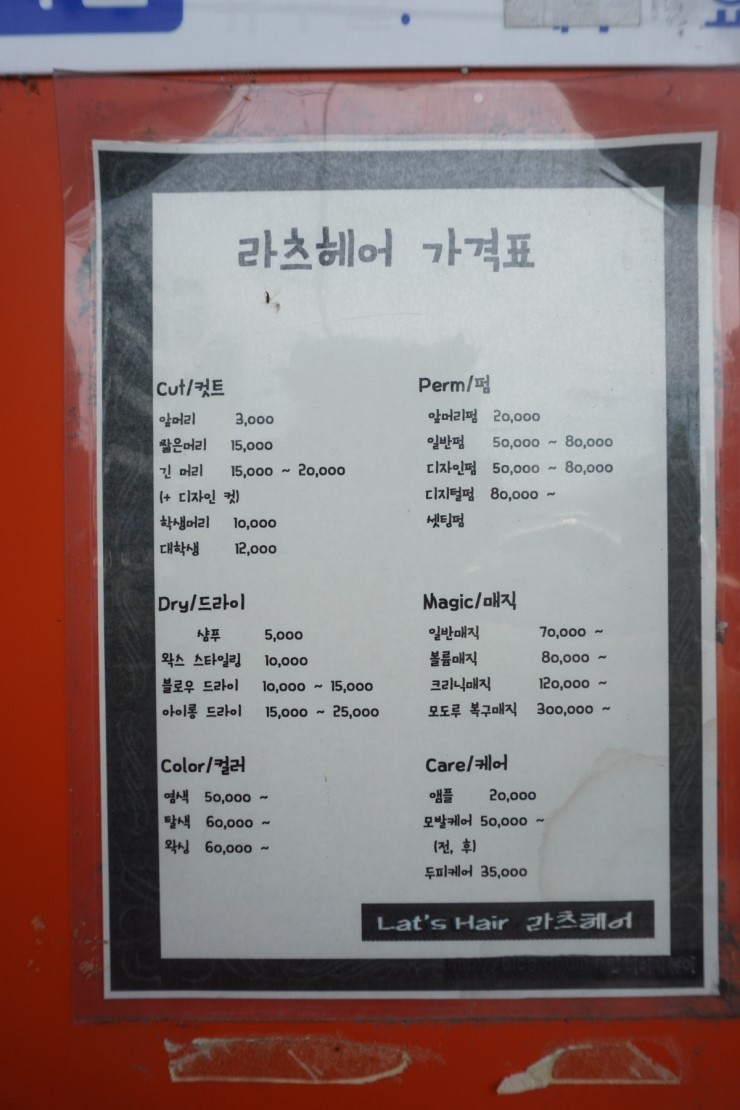 라츠헤어 가격표
Cut/컷트
앞머리 3,000
짧은머리 15,000
긴 머리 15,000 ~ 20,000
(+ 디자인 컷)
학생머리 10,000
대학생 12,000
Perm/펌
앞머리펌 20,000
일반펌 50,000 ~ 80,000
디자인펌 50,000 ~ 80,000
디지털펌 80,000 ~
셋팅펌
Dry/드라이
샴푸 5,000
왁스 스타일링 10,000
블로우 드라이 10,000 ~ 15,000
아이롱 드라이 15,000 ~ 25,000
Magic/매직
일반매직 70,000 ~
볼륨매직 80,000 ~
크리닉매직 120,000 ~
모도루 복구매직 300,000 ~
Color/컬러
염색 50,000 ~
탈색 60,000 ~
왁싱 60,000 ~
Care/케어
앰플 20,000
모발케어 50,000 ~
(전, 후)
두피케어 35,000
Lat's Hair 라츠헤어